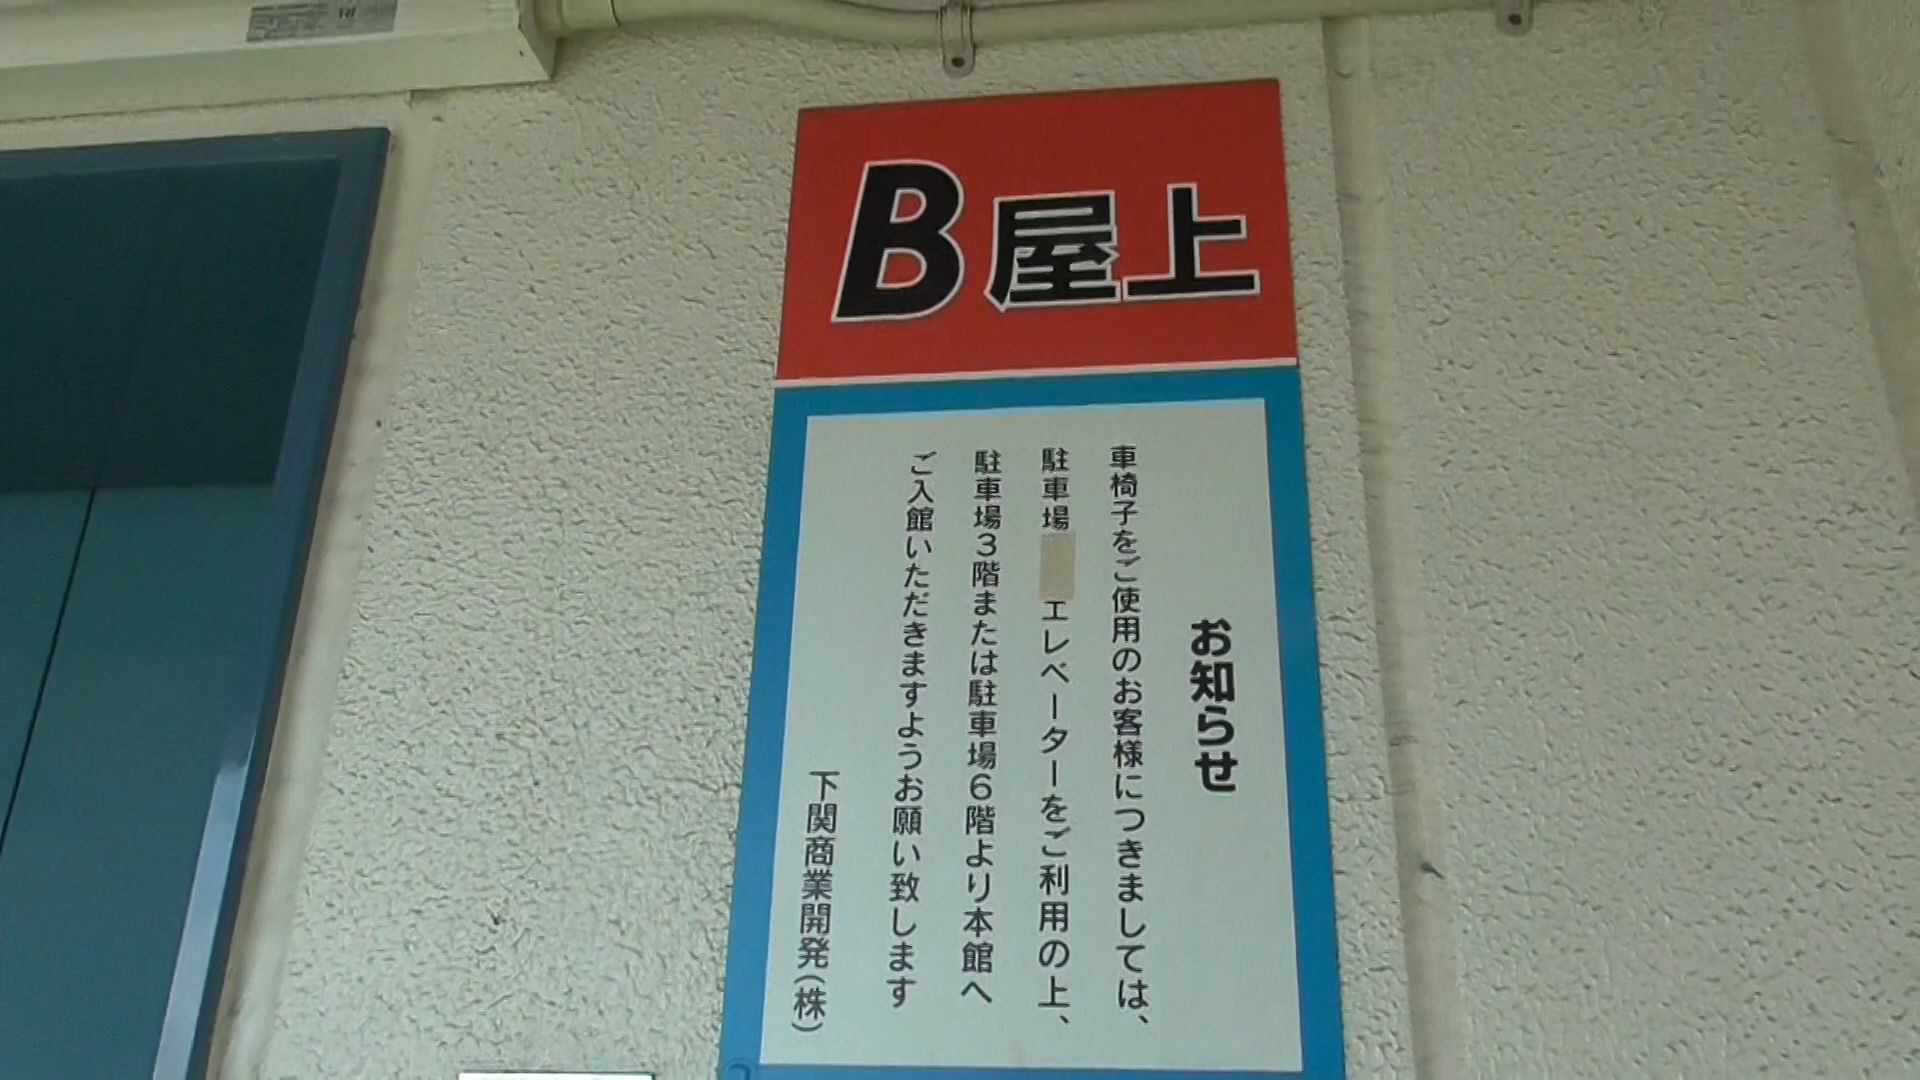 B屋上
お知らせ
車椅子をご使用のお客様につきましては、
駐車場 エレベーターをご利用の上、
駐車場3階または駐車場6階より本館へ
ご入館いただきますようお願い致します
下関商業開発(株)